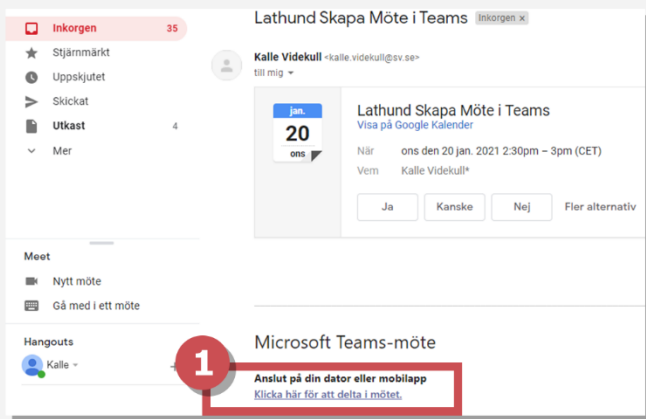 Inkorgen 35
Stjärnmärkt
Uppskjutet
Skickat
Utkast 4
Mer
Meet
Nytt möte
Gå med i ett möte
Hangouts
Kalle
+
Lathund Skapa Möte i Teams Inkorgen x
Kalle Videkull <kalle.videkull@sv.se>
till mig
jan.
20
ons
Lathund Skapa Möte i Teams
Visa på Google Kalender
När ons den 20 jan. 2021 2:30pm – 3pm (CET)
Vem Kalle Videkull*
Ja Kanske Nej Fler alternativ
Microsoft Teams-möte
1
Anslut på din dator eller mobilapp
Klicka här för att delta i mötet.